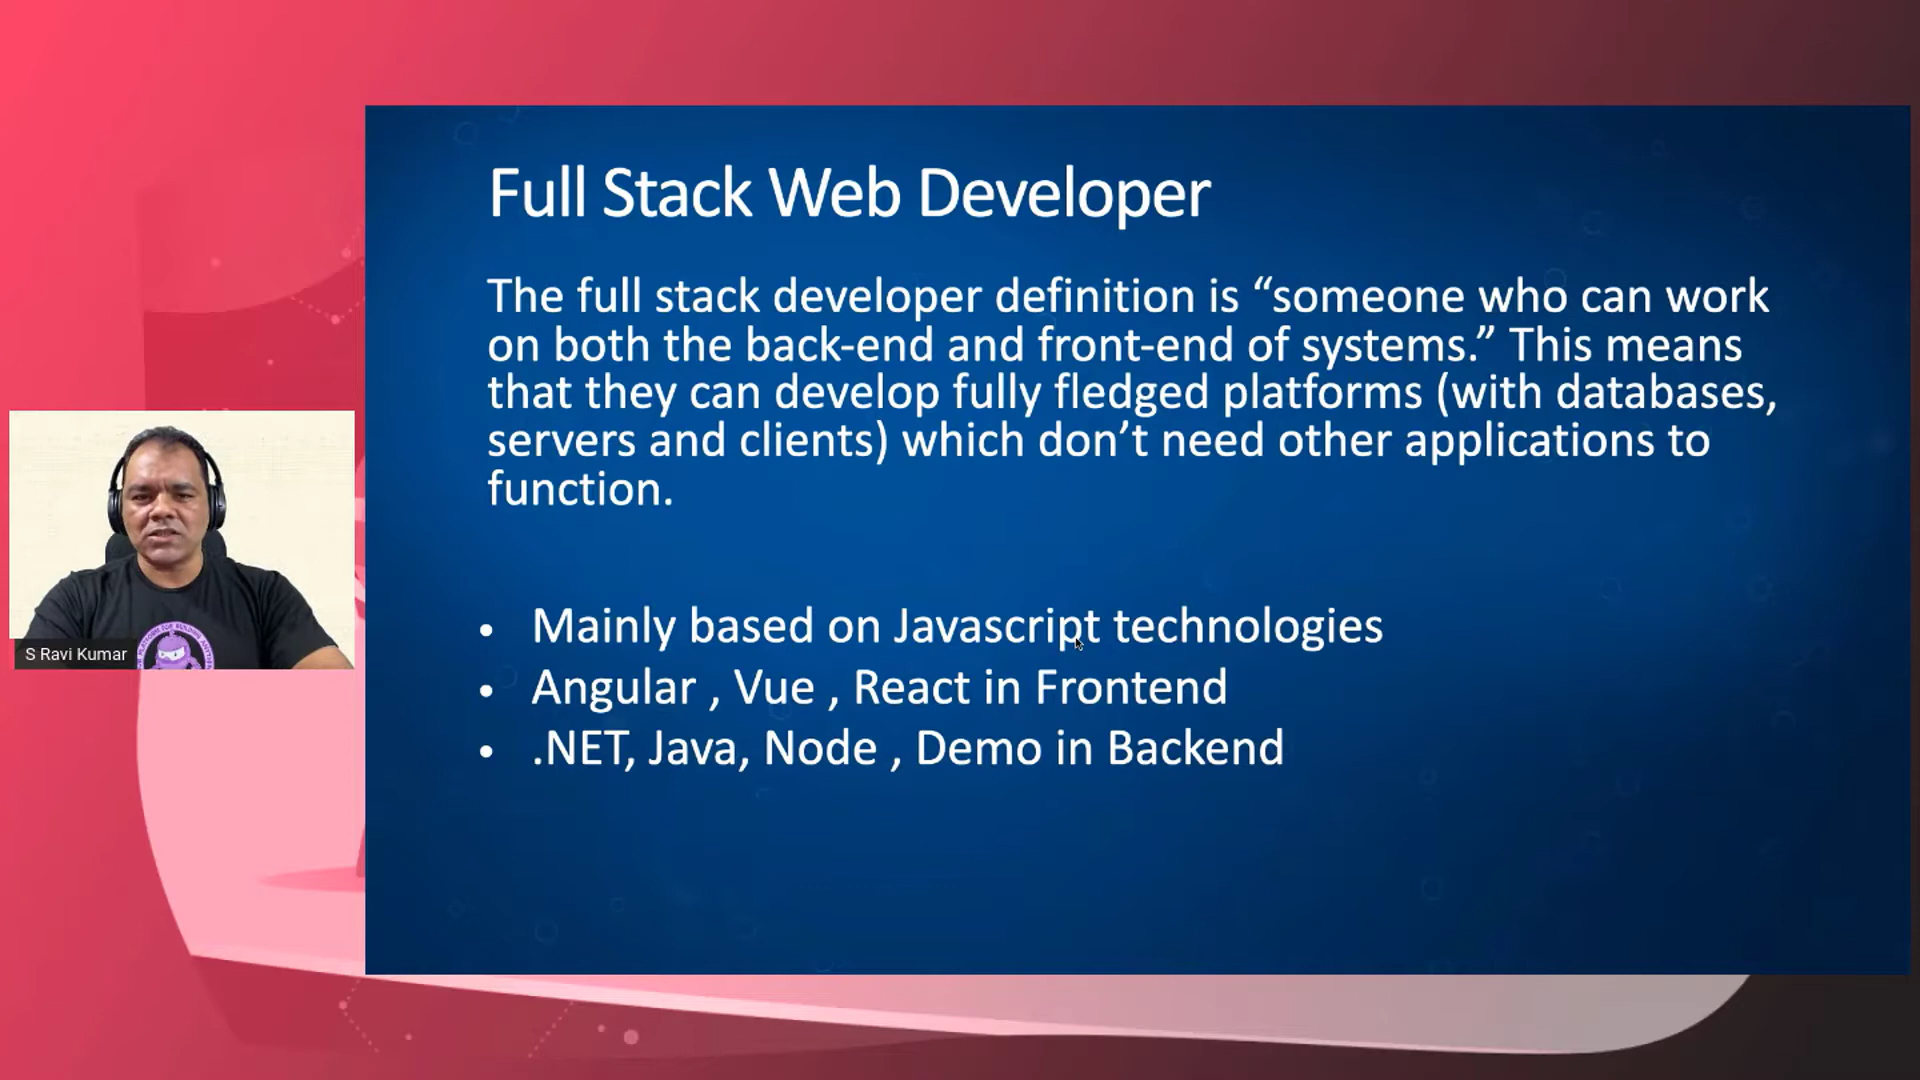 Full Stack Web Developer
The full stack developer definition is “someone who can work
on both the back-end and front-end of systems.” This means
that they can develop fully fledged platforms (with databases,
servers and clients) which don’t need other applications to
function.
• Mainly based on Javascript technologies
• Angular , Vue , React in Frontend
• .NET, Java, Node , Demo in Backend
S Ravi Kumar